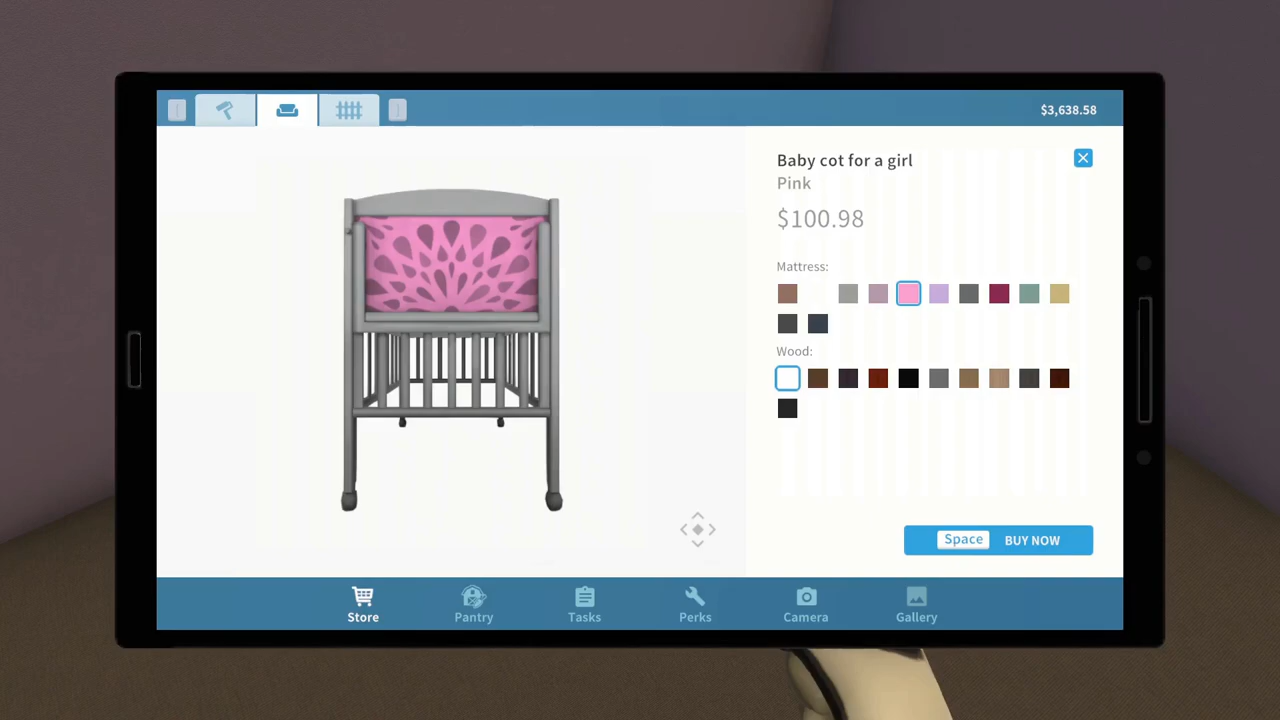 $3,638.58
Baby cot for a girl
Pink
$100.98
Mattress:
Wood:
Space BUY NOW
Store Pantry Tasks Perks Camera Gallery